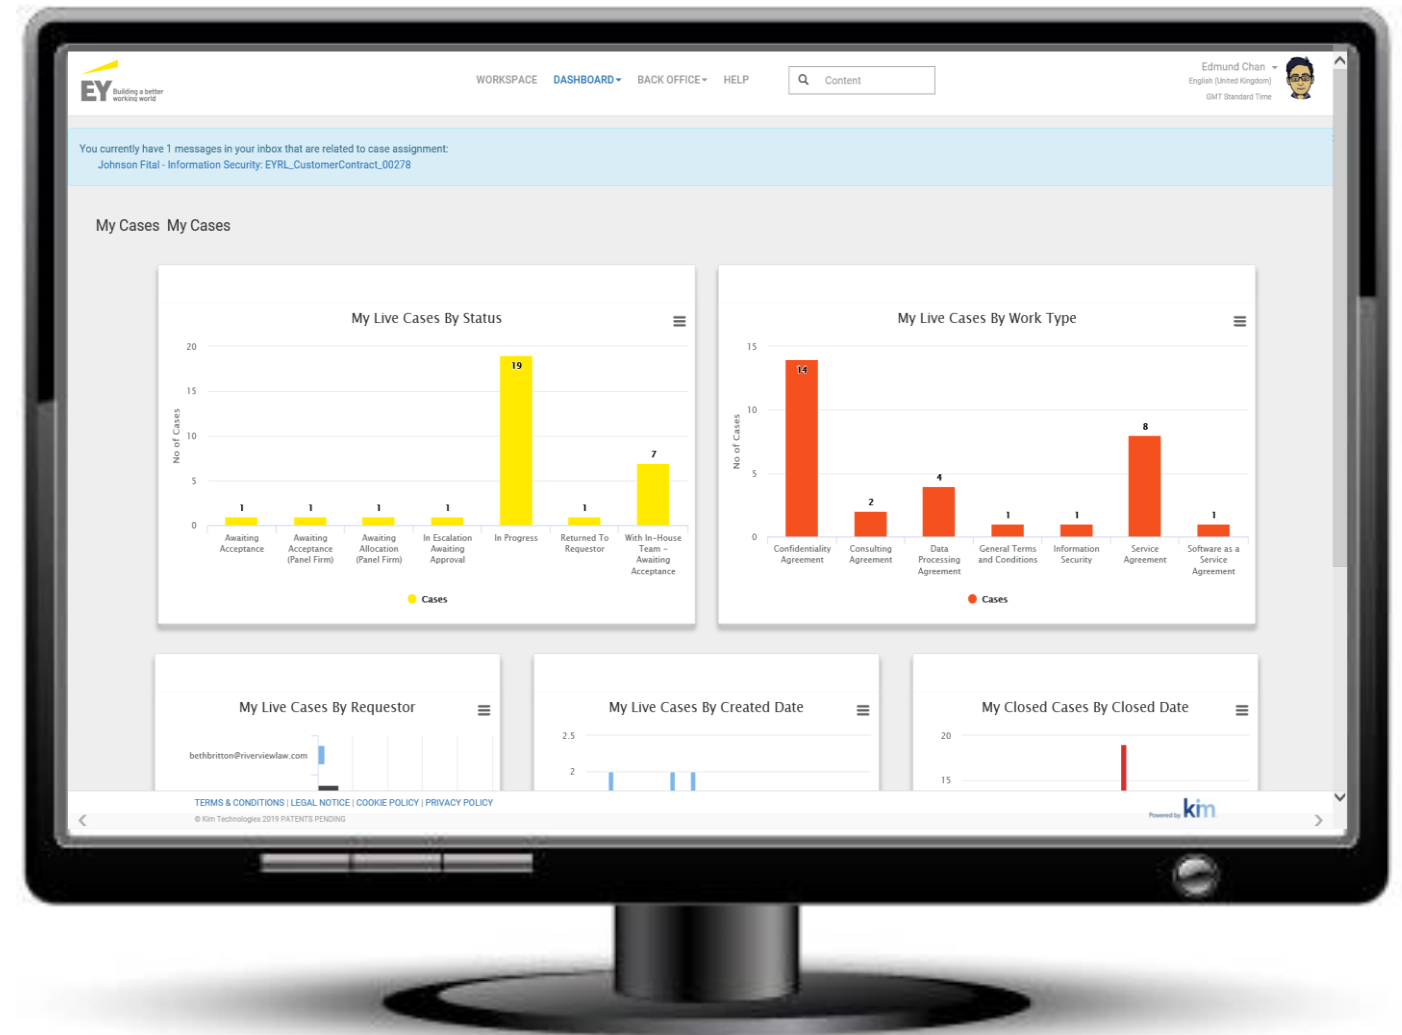 EY Building a better
working world
WORKSPACE DASHBOARD BACK OFFICE HELP
Content
Edmund Chan
English (United Kingdom)
GMT Standard Time
You currently have 1 messages in your inbox that are related to case assignment:
Johnson Fital - Information Security: EYRL_CustomerContract_00278
My Cases My Cases
My Live Cases By Status
No of Cases
20
15
10
5
0
1
1
1
1
19
1
7
Awaiting
Acceptance
Awaiting
Acceptance
(Panel Firm)
Awaiting
Allocation
(Panel Firm)
In Escalation
Awaiting
Approval
In Progress
Returned To
Requestor
With In-House
Team –
Awaiting
Acceptance
Cases
My Live Cases By Work Type
No of Cases
15
10
5
0
14
2
4
1
1
8
1
Confidentiality
Agreement
Consulting
Agreement
Data
Processing
Agreement
General Terms
and Conditions
Information
Security
Service
Agreement
Software as a
Service
Agreement
Cases
My Live Cases By Requestor
bethbritton@riverviewlaw.com
My Live Cases By Created Date
2.5
2
My Closed Cases By Closed Date
20
15
TERMS & CONDITIONS | LEGAL NOTICE | COOKIE POLICY | PRIVACY POLICY
© Kim Technologies 2019 PATENTS PENDING
Powered by kim